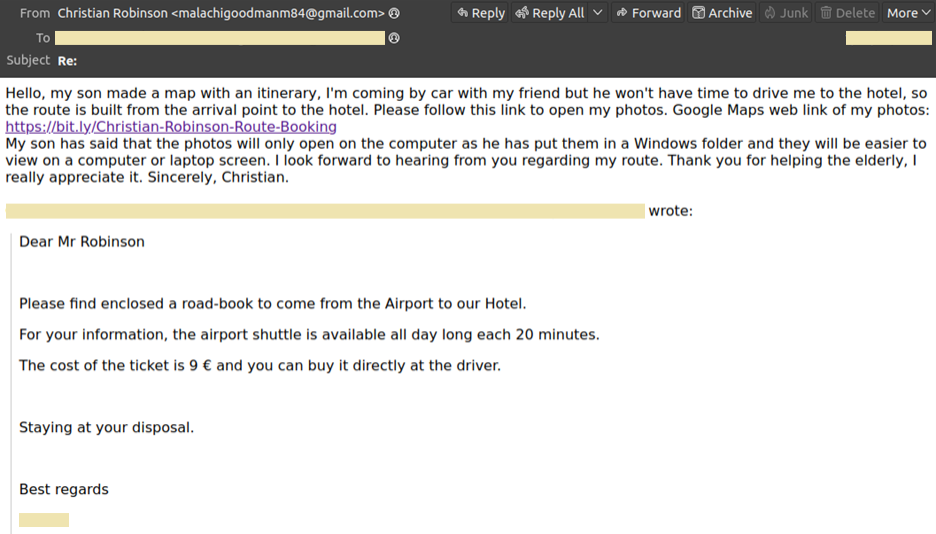 From Christian Robinson <malachigoodmanm84@gmail.com>
Reply Reply All Forward Archive Junk Delete More
To
Subject Re:
Hello, my son made a map with an itinerary, I'm coming by car with my friend but he won't have time to drive me to the hotel, so
the route is built from the arrival point to the hotel. Please follow this link to open my photos. Google Maps web link of my photos:
https://bit.ly/Christian-Robinson-Route-Booking
My son has said that the photos will only open on the computer as he has put them in a Windows folder and they will be easier to
view on a computer or laptop screen. I look forward to hearing from you regarding my route. Thank you for helping the elderly, I
really appreciate it. Sincerely, Christian.
wrote:
Dear Mr Robinson
Please find enclosed a road-book to come from the Airport to our Hotel.
For your information, the airport shuttle is available all day long each 20 minutes.
The cost of the ticket is 9 € and you can buy it directly at the driver.
Staying at your disposal.
Best regards